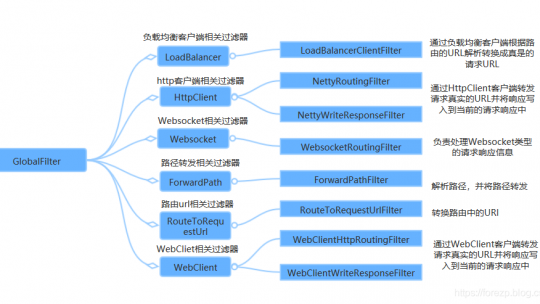 GlobalFilter
负载均衡客户端相关过滤器
LoadBalancer
LoadBalancerClientFilter
通过负载均衡客户端根据路
由的URL解析转换成真是的
请求URL
http客户端相关过滤器
HttpClient
NettyRoutingFilter
NettyWriteResponseFilter
通过HttpClient客户端转发
请求真实的URL并将响应写
入到当前的请求响应中
Websocket相关过滤器
Websocket
WebsocketRoutingFilter
负责处理Websocket类型
的请求响应信息
路径转发相关过滤器
ForwardPath
ForwardPathFilter
解析路径，并将路径转发
路由url相关过滤器
RouteToRequ
estUrl
RouteToRequestUrlFilter
转换路由中的URI
WebCliet相关过滤器
WebClient
WebClientHttpRoutingFilter
WebClientWriteResponseFilter
通过WebClient客户端转发
请求真实的URL并将响应写
入到当前的请求响应中